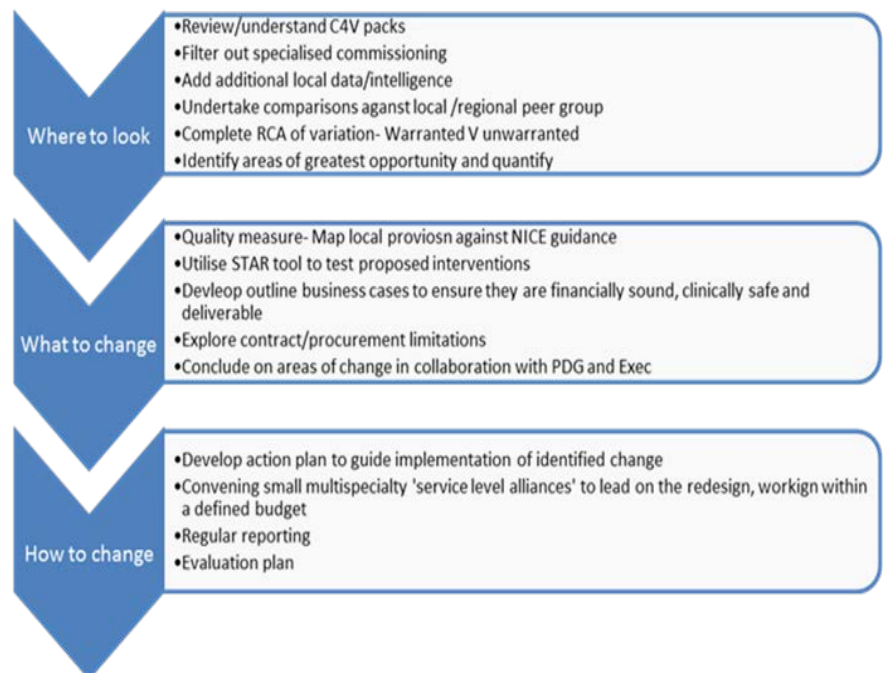 Where to look
•Review/understand C4V packs
•Filter out specialised commissioning
•Add additional local data/intelligence
•Undertake comparisons against local /regional peer group
•Complete RCA of variation- Warranted V unwarranted
•Identify areas of greatest opportunity and quantify
What to change
•Quality measure- Map local proviosn against NICE guidance
•Utilise STAR tool to test proposed interventions
•Devleop outline business cases to ensure they are financially sound, clinically safe and
deliverable
•Explore contract/procurement limitations
•Conclude on areas of change in collaboration with PDG and Exec
How to change
•Develop action plan to guide implementation of identified change
•Convening small multispecialty 'service level alliances' to lead on the redesign, workign within
a defined budget
•Regular reporting
•Evaluation plan